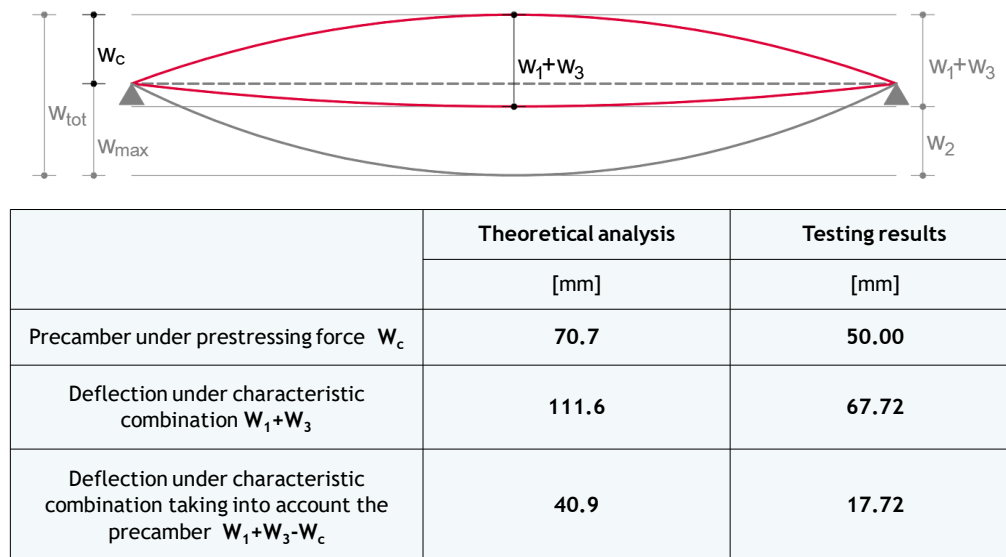 Wc
W1+W3
W1+W3
Wtot
Wmax
W2
Theoretical analysis
Testing results
[mm]
[mm]
Precamber under prestressing force Wc
70.7
50.00
Deflection under characteristic
combination W1+W3
111.6
67.72
Deflection under characteristic
combination taking into account the
precamber W1+W3-Wc
40.9
17.72